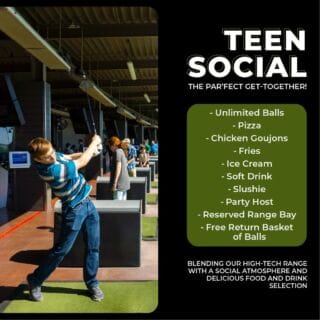 TEEN
SOCIAL
THE PAR'FECT GET-TOGETHER!
- Unlimited Balls
- Pizza
- Chicken Goujons
- Fries
- Ice Cream
- Soft Drink
- Slushie
- Party Host
- Reserved Range Bay
- Free Return Basket
of Balls
BLENDING OUR HIGH-TECH RANGE
WITH A SOCIAL ATMOSPHERE AND
DELICIOUS FOOD AND DRINK
SELECTION